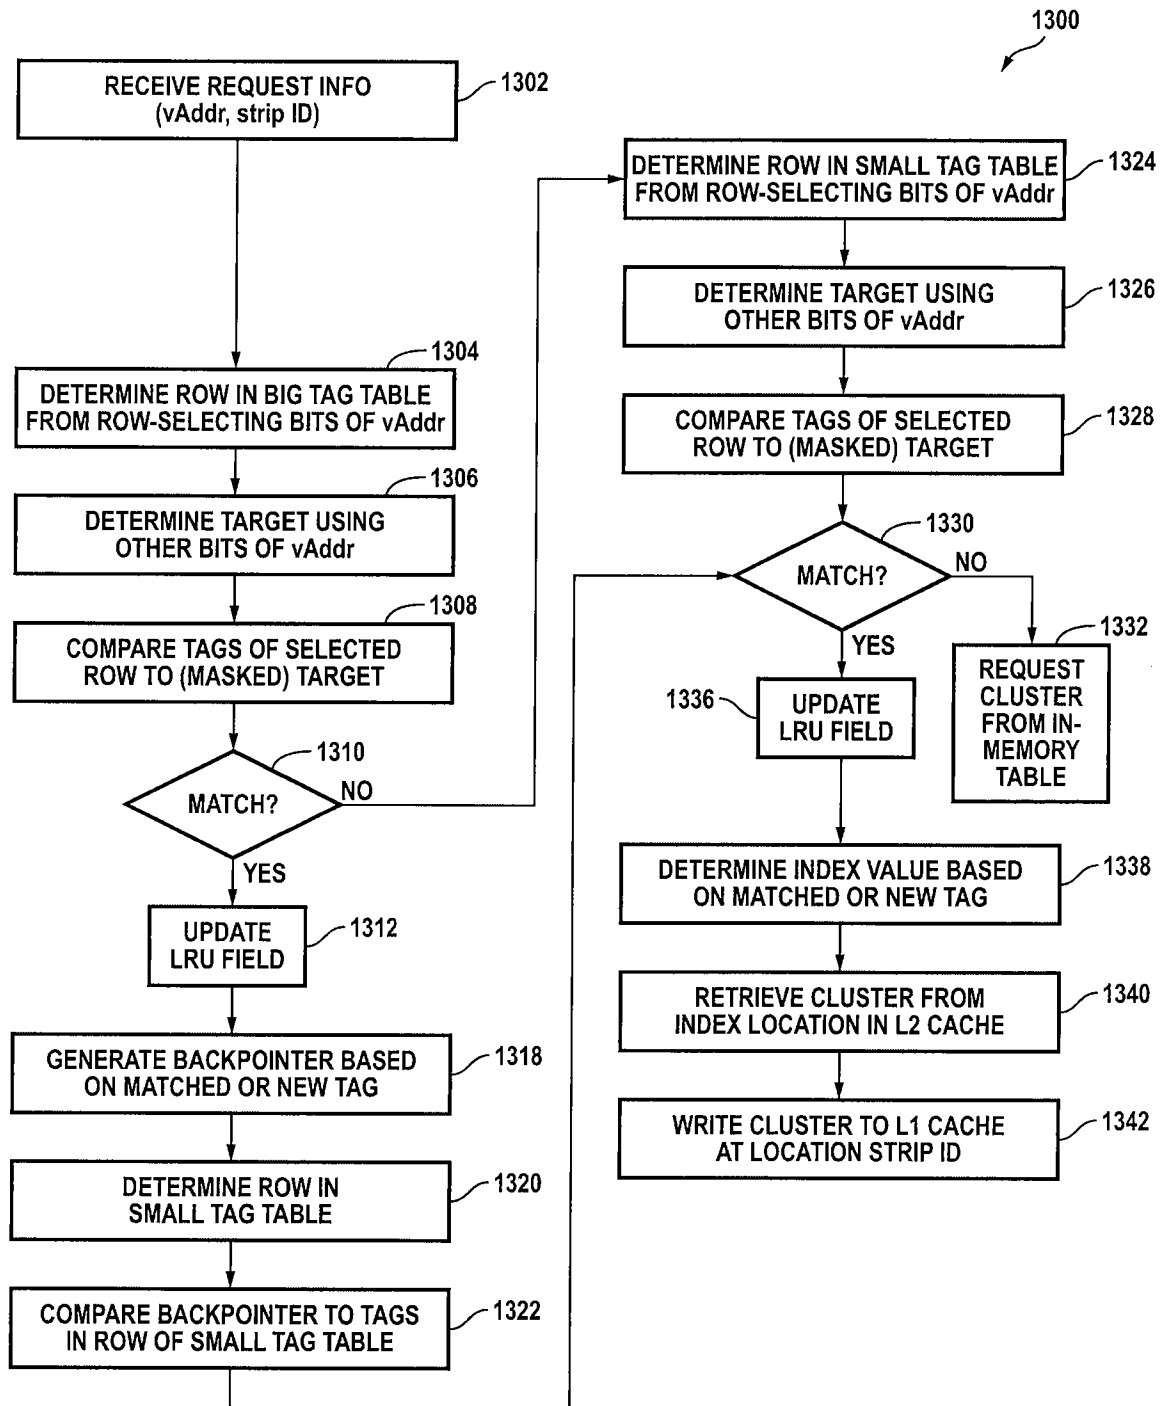 1300
RECEIVE REQUEST INFO
(vAddr, strip ID)
1302
1304
DETERMINE ROW IN BIG TAG TABLE
FROM ROW-SELECTING BITS OF vAddr
1306
DETERMINE TARGET USING
OTHER BITS OF vAddr
1308
COMPARE TAGS OF SELECTED
ROW TO (MASKED) TARGET
1310
MATCH?
NO
YES
UPDATE
LRU FIELD
1312
GENERATE BACKPOINTER BASED
ON MATCHED OR NEW TAG
1318
DETERMINE ROW IN
SMALL TAG TABLE
1320
COMPARE BACKPOINTER TO TAGS
IN ROW OF SMALL TAG TABLE
1322
DETERMINE ROW IN SMALL TAG TABLE
FROM ROW-SELECTING BITS OF vAddr
1324
DETERMINE TARGET USING
OTHER BITS OF vAddr
1326
COMPARE TAGS OF SELECTED
ROW TO (MASKED) TARGET
1328
1330
MATCH?
NO
YES
1332
REQUEST
CLUSTER
FROM IN-
MEMORY
TABLE
1336
UPDATE
LRU FIELD
DETERMINE INDEX VALUE BASED
ON MATCHED OR NEW TAG
1338
RETRIEVE CLUSTER FROM
INDEX LOCATION IN L2 CACHE
1340
WRITE CLUSTER TO L1 CACHE
AT LOCATION STRIP ID
1342